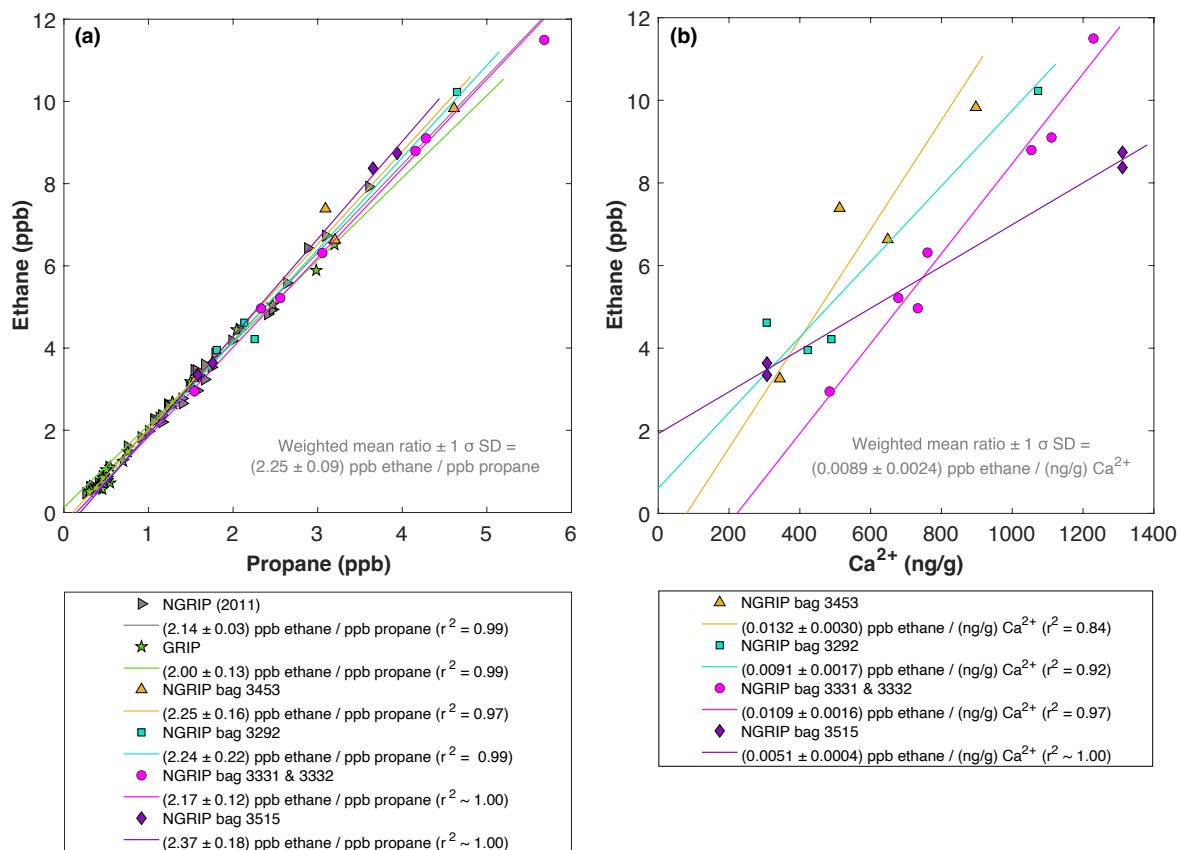 (a)
12
10
8
6
4
2
0
Ethane (ppb)
0 1 2 3 4 5 6
Propane (ppb)
Weighted mean ratio ± 1 σ SD =
(2.25 ± 0.09) ppb ethane / ppb propane
NGRIP (2011)
(2.14 ± 0.03) ppb ethane / ppb propane (r² = 0.99)
GRIP
(2.00 ± 0.13) ppb ethane / ppb propane (r² = 0.99)
NGRIP bag 3453
(2.25 ± 0.16) ppb ethane / ppb propane (r² = 0.97)
NGRIP bag 3292
(2.24 ± 0.22) ppb ethane / ppb propane (r² = 0.99)
NGRIP bag 3331 & 3332
(2.17 ± 0.12) ppb ethane / ppb propane (r² ~ 1.00)
NGRIP bag 3515
(2.37 ± 0.18) ppb ethane / ppb propane (r² ~ 1.00)
(b)
12
10
8
6
4
2
0
Ethane (ppb)
0 200 400 600 800 1000 1200 1400
Ca²⁺ (ng/g)
Weighted mean ratio ± 1 σ SD =
(0.0089 ± 0.0024) ppb ethane / (ng/g) Ca²⁺
NGRIP bag 3453
(0.0132 ± 0.0030) ppb ethane / (ng/g) Ca²⁺ (r² = 0.84)
NGRIP bag 3292
(0.0091 ± 0.0017) ppb ethane / (ng/g) Ca²⁺ (r² = 0.92)
NGRIP bag 3331 & 3332
(0.0109 ± 0.0016) ppb ethane / (ng/g) Ca²⁺ (r² = 0.97)
NGRIP bag 3515
(0.0051 ± 0.0004) ppb ethane / (ng/g) Ca²⁺ (r² ~ 1.00)